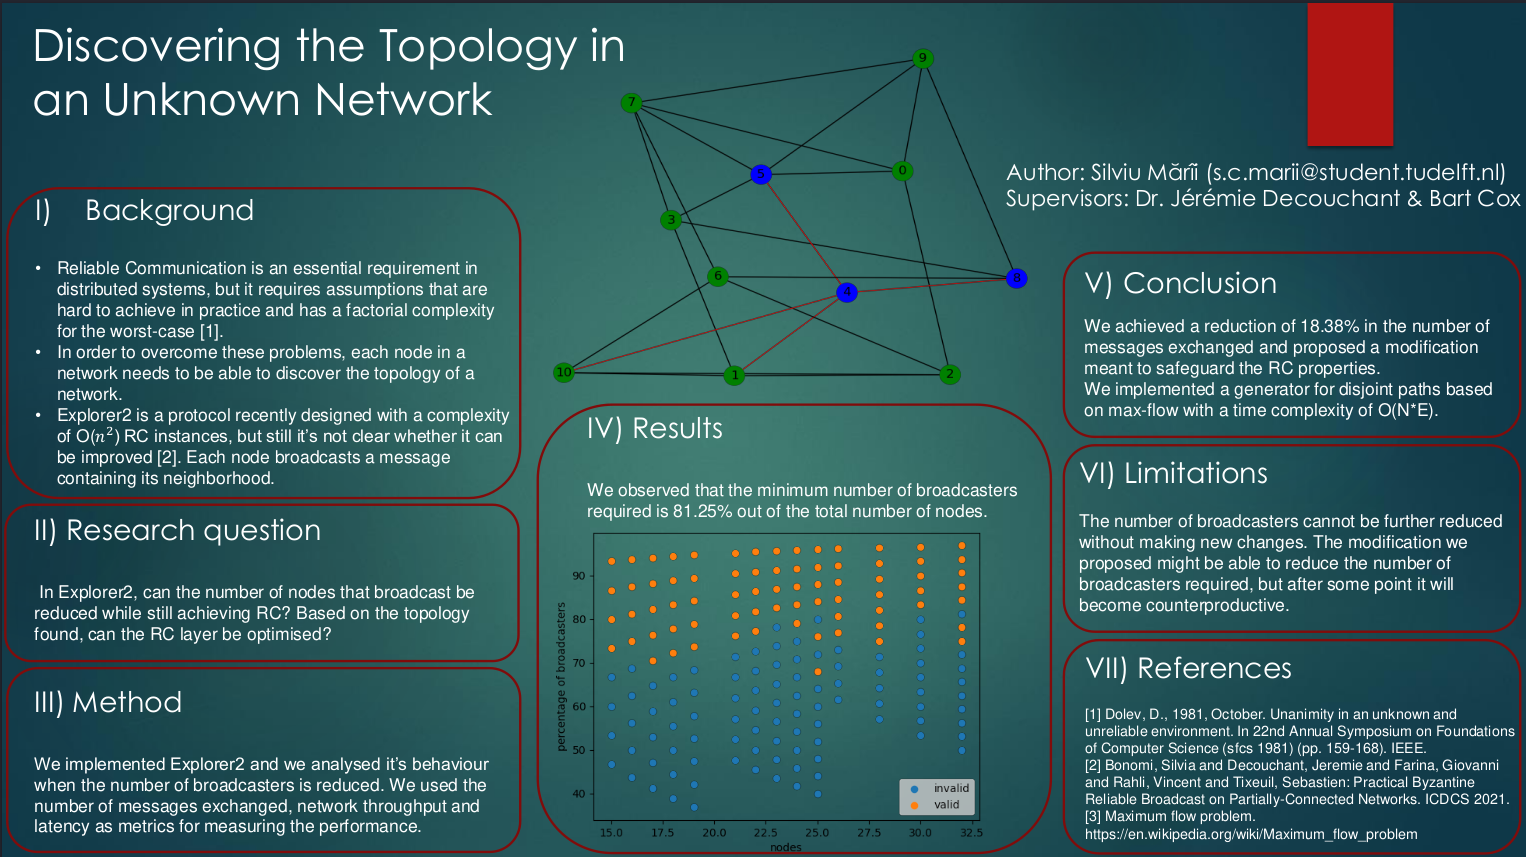 Discovering the Topology in
an Unknown Network
9
7
5
0
3
6
4
8
10
1
2
Author: Silviu Mărîi (s.c.marii@student.tudelft.nl)
Supervisors: Dr. Jérémie Decouchant & Bart Cox
I) Background
• Reliable Communication is an essential requirement in
distributed systems, but it requires assumptions that are
hard to achieve in practice and has a factorial complexity
for the worst-case [1].
• In order to overcome these problems, each node in a
network needs to be able to discover the topology of a
network.
• Explorer2 is a protocol recently designed with a complexity
of O(n²) RC instances, but still it's not clear whether it can
be improved [2]. Each node broadcasts a message
containing its neighborhood.
II) Research question
In Explorer2, can the number of nodes that broadcast be
reduced while still achieving RC? Based on the topology
found, can the RC layer be optimised?
III) Method
We implemented Explorer2 and we analysed it's behaviour
when the number of broadcasters is reduced. We used the
number of messages exchanged, network throughput and
latency as metrics for measuring the performance.
IV) Results
We observed that the minimum number of broadcasters
required is 81.25% out of the total number of nodes.
percentage of broadcasters
90
80
70
60
50
40
invalid
valid
15.0 17.5 20.0 22.5 25.0 27.5 30.0 32.5
nodes
V) Conclusion
We achieved a reduction of 18.38% in the number of
messages exchanged and proposed a modification
meant to safeguard the RC properties.
We implemented a generator for disjoint paths based
on max-flow with a time complexity of O(N*E).
VI) Limitations
The number of broadcasters cannot be further reduced
without making new changes. The modification we
proposed might be able to reduce the number of
broadcasters required, but after some point it will
become counterproductive.
VII) References
[1] Dolev, D., 1981, October. Unanimity in an unknown and
unreliable environment. In 22nd Annual Symposium on Foundations
of Computer Science (sfcs 1981) (pp. 159-168). IEEE.
[2] Bonomi, Silvia and Decouchant, Jeremie and Farina, Giovanni
and Rahli, Vincent and Tixeuil, Sebastien: Practical Byzantine
Reliable Broadcast on Partially-Connected Networks. ICDCS 2021.
[3] Maximum flow problem.
https://en.wikipedia.org/wiki/Maximum_flow_problem